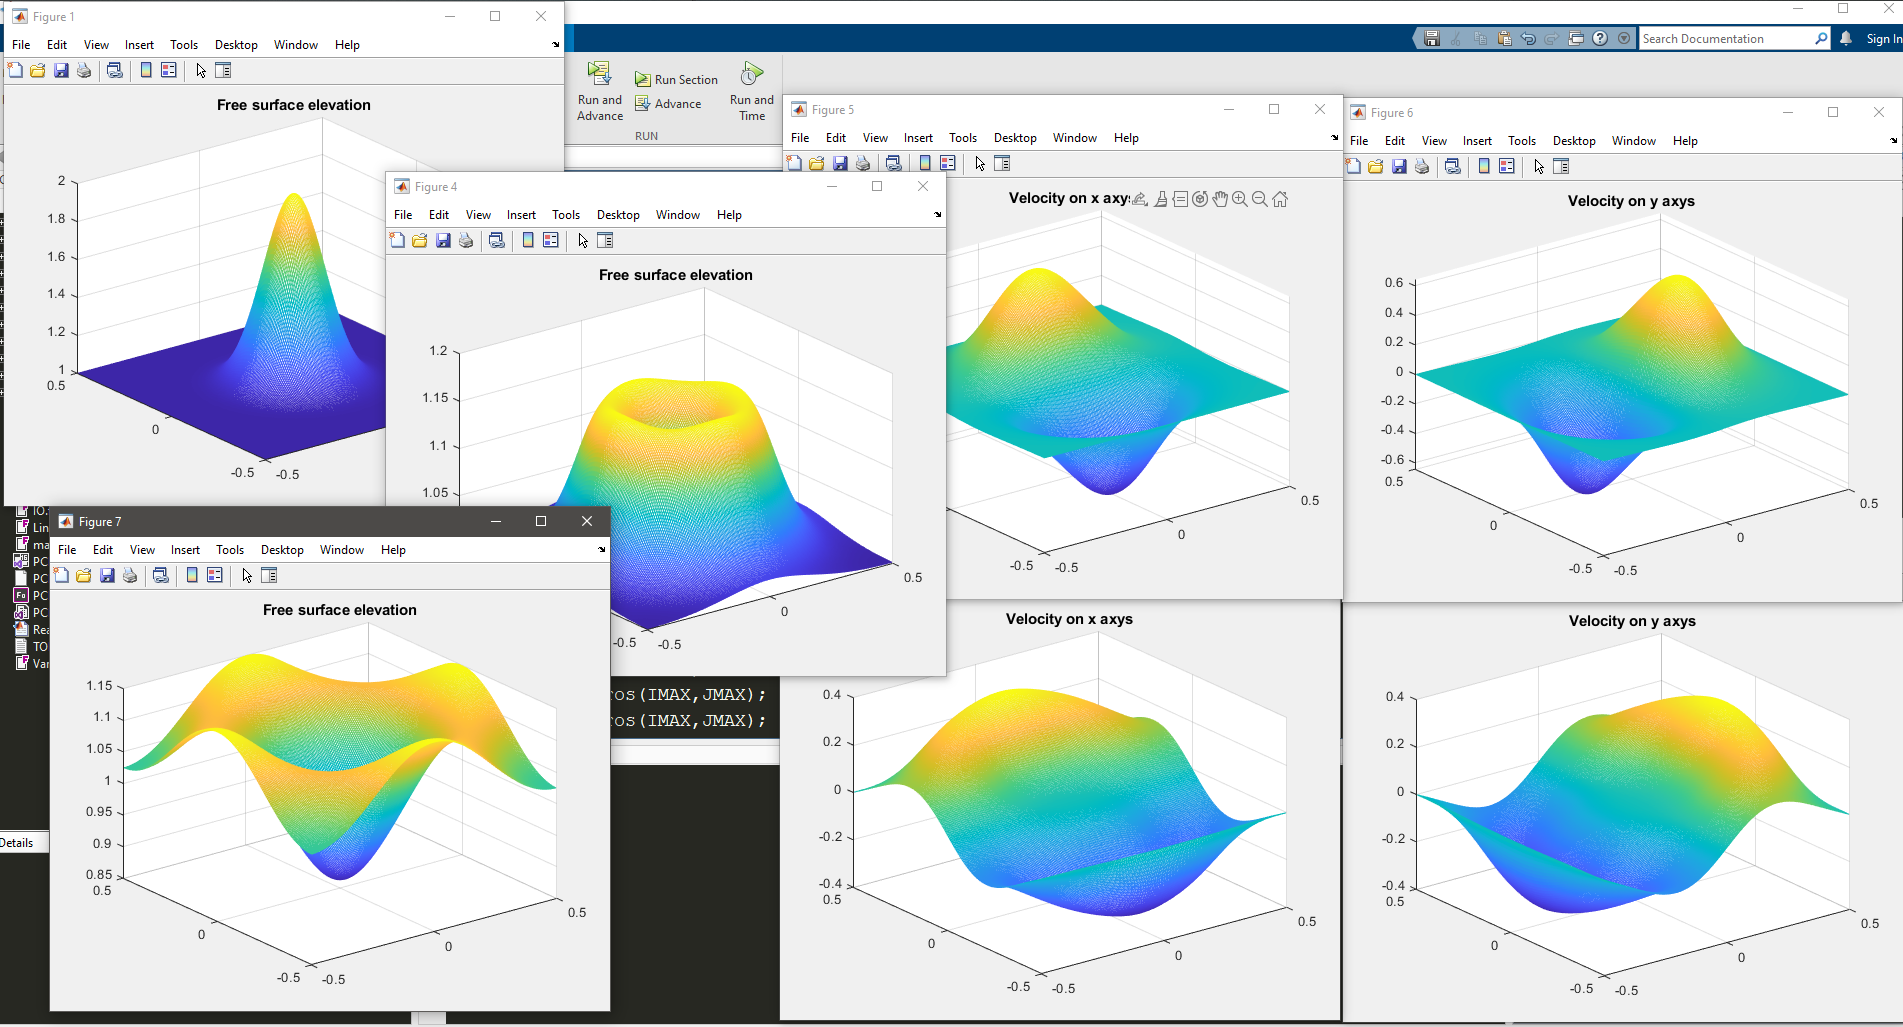 Figure 1
File Edit View Insert Tools Desktop Window Help
Free surface elevation
2
1.8
1.6
1.4
1.2
1
0.5
0
-0.5
-0.5
Search Documentation
Sign In
Run and Advance
Run Section
Advance
Run and Time
RUN
Figure 4
File Edit View Insert Tools Desktop Window Help
Free surface elevation
1.2
1.15
1.1
1.05
-0.5
-0.5
0
0.5
Figure 5
File Edit View Insert Tools Desktop Window Help
Velocity on x axys
0.5
0
-0.5
-0.5
Figure 6
File Edit View Insert Tools Desktop Window Help
Velocity on y axys
0.6
0.4
0.2
0
-0.2
-0.4
-0.6
0.5
0
-0.5
-0.5
0
0.5
IO.
Lin
ma
PC
PC
PC
PC
Rea
TO
Var
Details
Figure 7
File Edit View Insert Tools Desktop Window Help
Free surface elevation
1.15
1.1
1.05
1
0.95
0.9
0.85
0.5
0
-0.5
-0.5
0
0.5
ros(IMAX,JMAX);
ros(IMAX,JMAX);
Velocity on x axys
0.4
0.2
0
-0.2
-0.4
0.5
0
-0.5
-0.5
0
0.5
Velocity on y axys
0.4
0.2
0
-0.2
-0.4
0.5
0
-0.5
-0.5
0
0.5